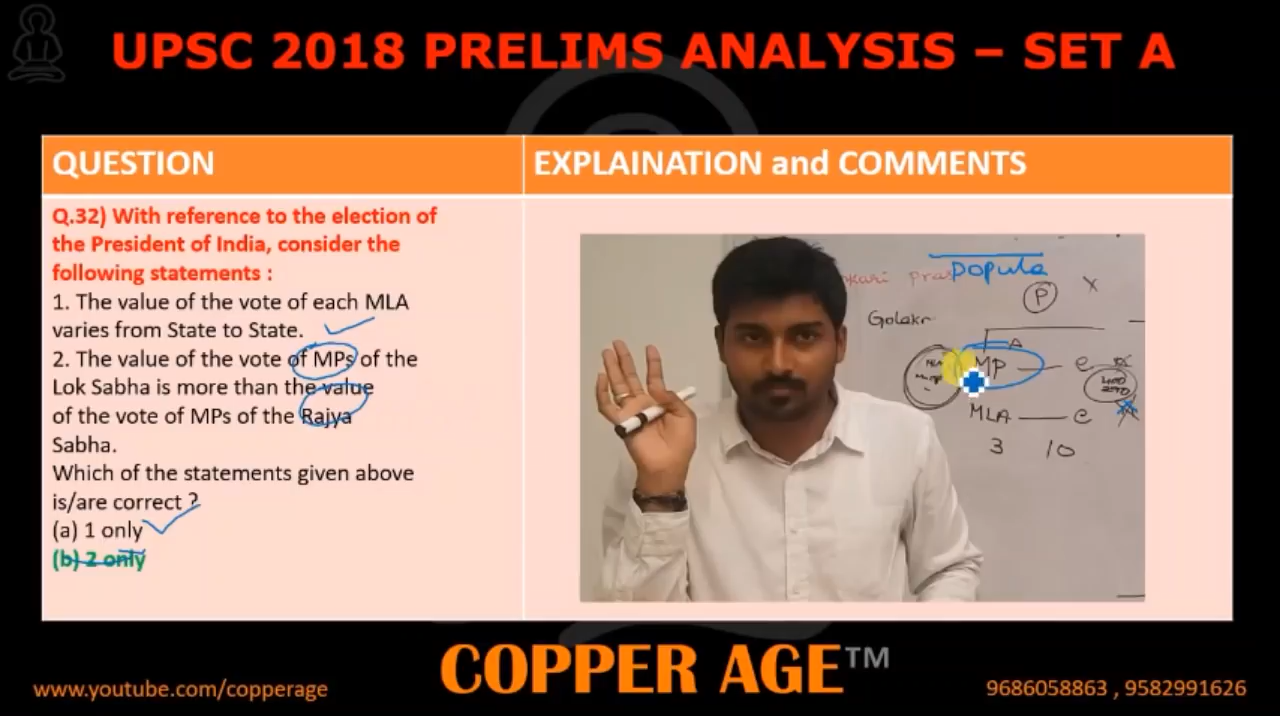 UPSC 2018 PRELIMS ANALYSIS – SET A
QUESTION
EXPLAINATION and COMMENTS
Q.32) With reference to the election of
the President of India, consider the
following statements :
1. The value of the vote of each MLA
varies from State to State.
2. The value of the vote of MPs of the
Lok Sabha is more than the value
of the vote of MPs of the Rajya
Sabha.
Which of the statements given above
is/are correct ?
(a) 1 only
(b) 2 only
popula
P X
MP — e
MLA — e
3 10
COPPER AGE™
www.youtube.com/copperage
9686058863 , 9582991626